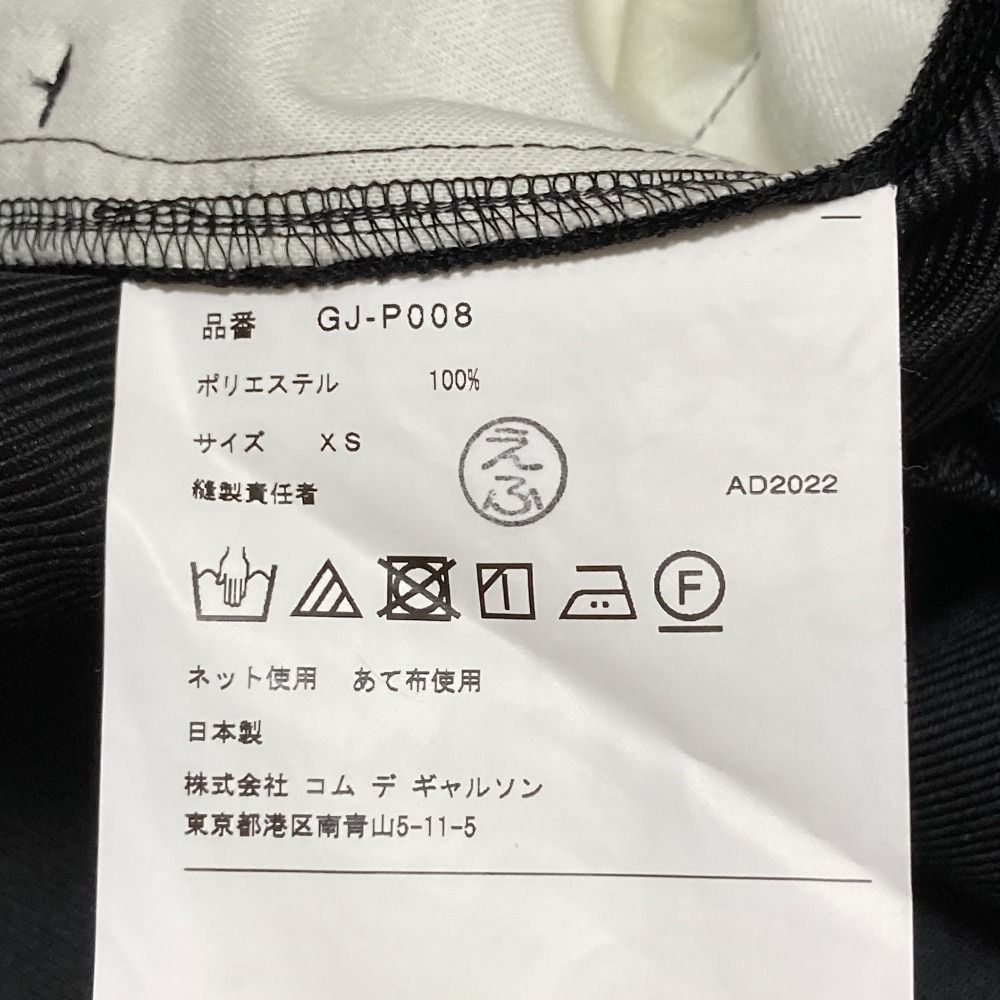 品番 GJ-P008
ポリエステル 100%
サイズ XS
えふ
縫製責任者 AD2022
F
ネット使用 あて布使用
日本製
株式会社 コム デ ギャルソン
東京都港区南青山5-11-5